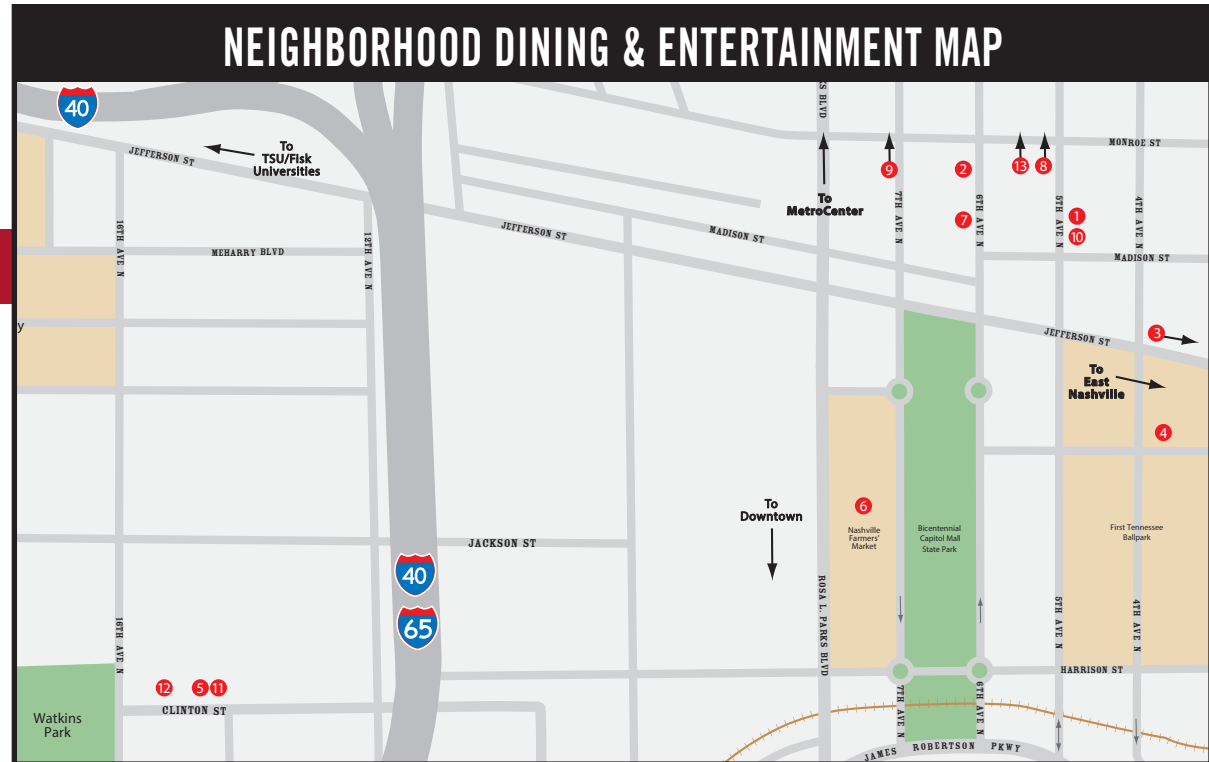 NEIGHBORHOOD DINING & ENTERTAINMENT MAP
40
KS BLVD
MONROE ST
JEFFERSON ST
To
TSU/Fisk
Universities
9
2
13
8
To
MetroCenter
7
1
10
16TH AVE N
12TH AVE N
7TH AVE N
6TH AVE N
5TH AVE N
4TH AVE N
MEHARRY BLVD
JEFFERSON ST
MADISON ST
MADISON ST
y
JEFFERSON ST
3
To
East
Nashville
4
6
To
Downtown
Nashville
Farmers'
Market
Bicentennial
Capitol Mall
State Park
First Tennessee
Ballpark
JACKSON ST
40
65
ROSA L. PARKS BLVD
5TH AVE N
4TH AVE N
16TH AVE N
HARRISON ST
12
5
11
CLINTON ST
Watkins
Park
7TH AVE N
6TH AVE N
JAMES ROBERTSON PKWY